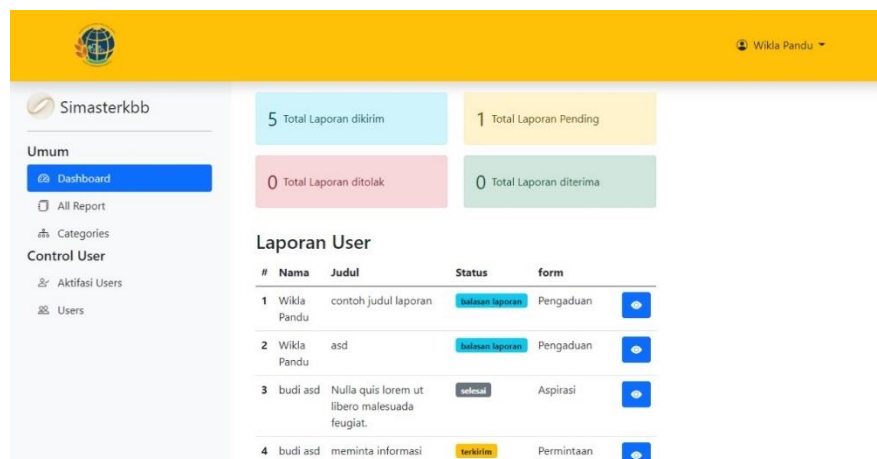 Wikla Pandu
Simasterkbb
Umum
Dashboard
All Report
Categories
Control User
Aktifasi Users
Users
5 Total Laporan dikirim
1 Total Laporan Pending
0 Total Laporan ditolak
0 Total Laporan diterima
Laporan User
# Nama Judul Status form
1 Wikla Pandu contoh judul laporan balasan laporan Pengaduan
2 Wikla Pandu asd balasan laporan Pengaduan
3 budi asd Nulla quis lorem ut selesai Aspirasi
libero malesuada
feugiat.
4 budi asd meminta informasi terkirim Permintaan